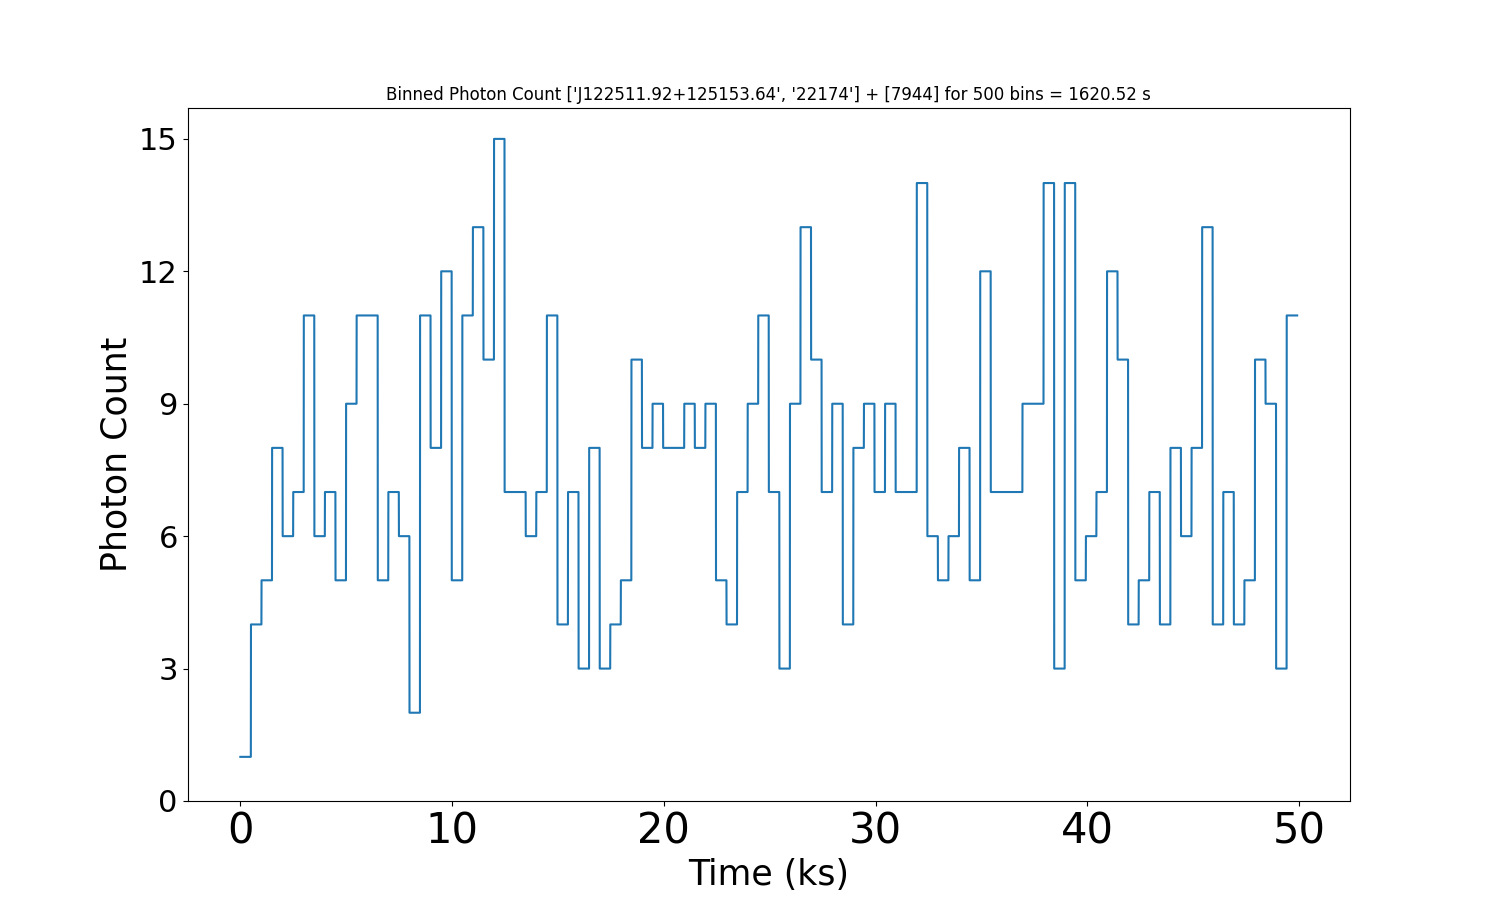 Binned Photon Count ['J122511.92+125153.64', '22174'] + [7944] for 500 bins = 1620.52 s
15
12
9
6
3
0
Photon Count
0 10 20 30 40 50
Time (ks)